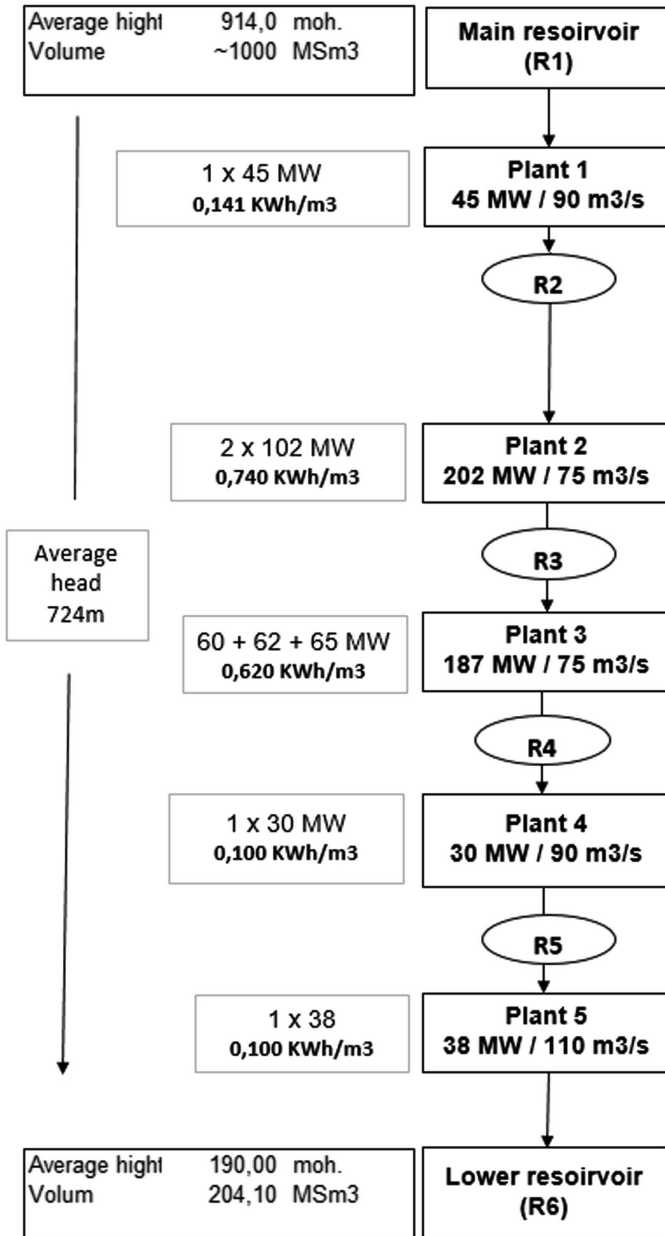 Average hight 914,0 moh.
Volume ~1000 MSm3
Main resoirvoir
(R1)
1 x 45 MW
0,141 KWh/m3
Plant 1
45 MW / 90 m3/s
R2
2 x 102 MW
0,740 KWh/m3
Plant 2
202 MW / 75 m3/s
R3
Average
head
724m
60 + 62 + 65 MW
0,620 KWh/m3
Plant 3
187 MW / 75 m3/s
R4
1 x 30 MW
0,100 KWh/m3
Plant 4
30 MW / 90 m3/s
R5
1 x 38
0,100 KWh/m3
Plant 5
38 MW / 110 m3/s
Average hight 190,00 moh.
Volum 204,10 MSm3
Lower resoirvoir
(R6)